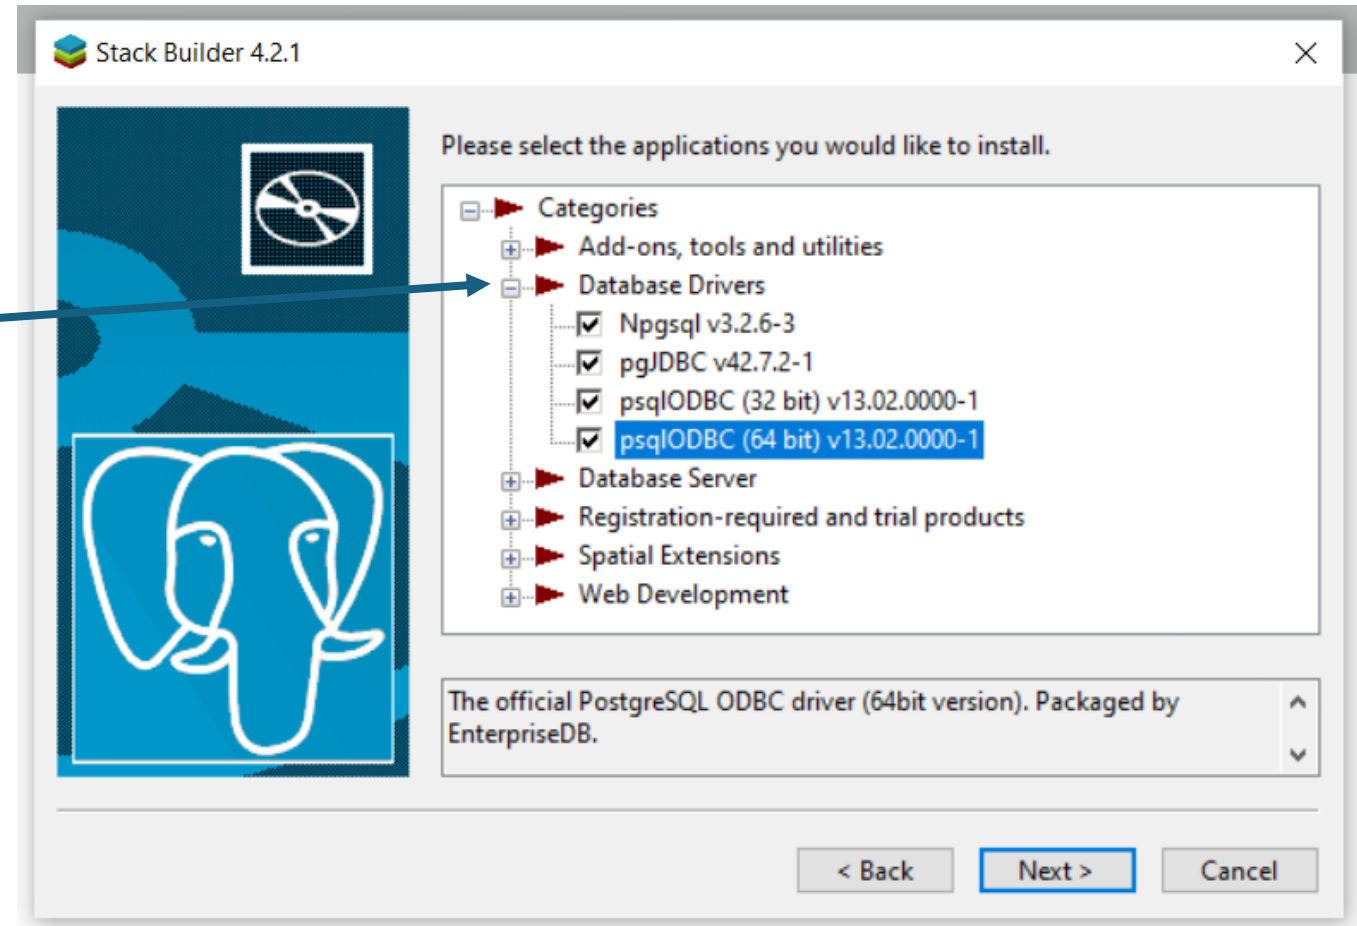 Stack Builder 4.2.1
Please select the applications you would like to install.
Categories
Add-ons, tools and utilities
Database Drivers
Npgsql v3.2.6-3
pgJDBC v42.7.2-1
psqlODBC (32 bit) v13.02.0000-1
psqlODBC (64 bit) v13.02.0000-1
Database Server
Registration-required and trial products
Spatial Extensions
Web Development
The official PostgreSQL ODBC driver (64bit version). Packaged by
EnterpriseDB.
< Back Next > Cancel